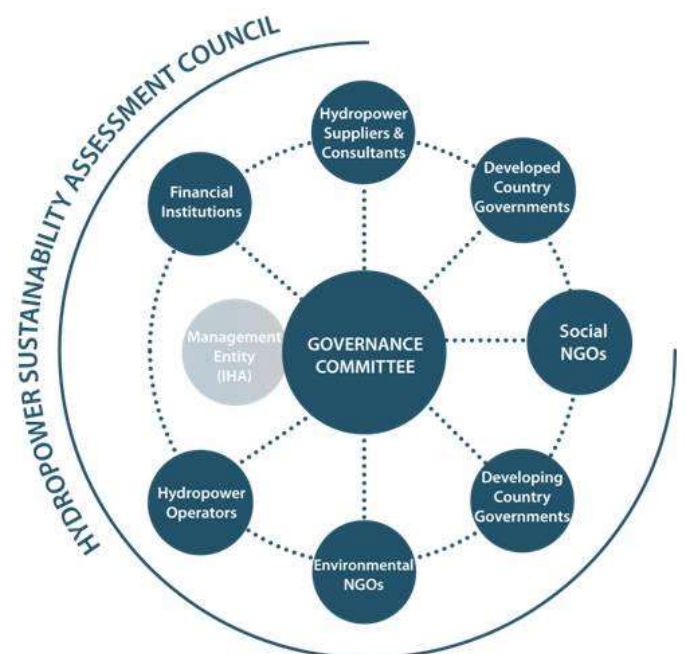 HYDROPOWER SUSTAINABILITY ASSESSMENT COUNCIL
Hydropower
Suppliers &
Consultants
Developed
Country
Governments
Financial
Institutions
Social
NGOs
Management
Entity
(IHA)
GOVERNANCE
COMMITTEE
Developing
Country
Governments
Hydropower
Operators
Environmental
NGOs